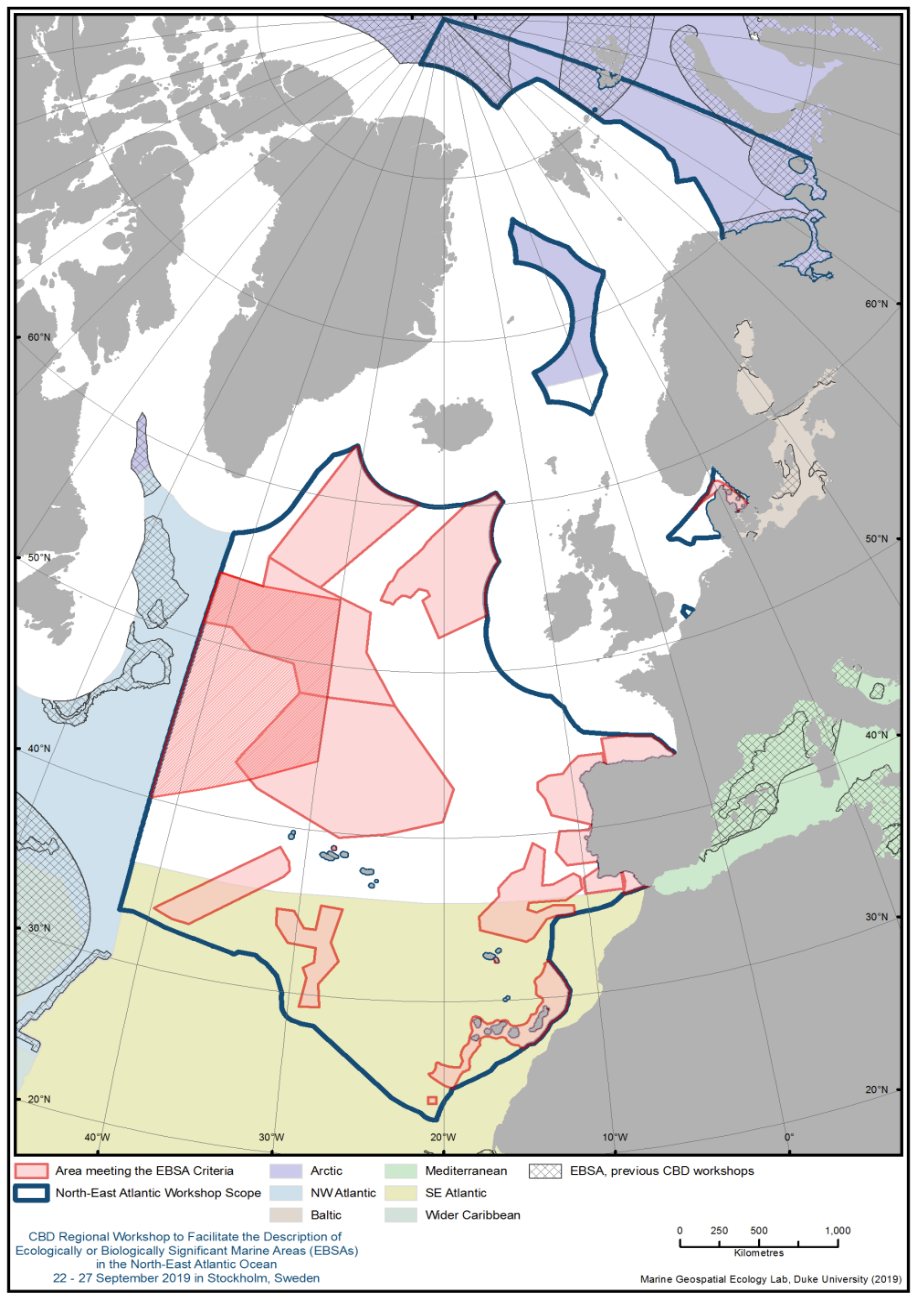 60°N
60°N
50°N
50°N
40°N
40°N
30°N
30°N
20°N
20°N
40°W
30°W
20°W
10°W
0°
Area meeting the EBSA Criteria
Arctic
Mediterranean
EBSA, previous CBD workshops
North-East Atlantic Workshop Scope
NW Atlantic
SE Atlantic
Baltic
Wider Caribbean
CBD Regional Workshop to Facilitate the Description of
Ecologically or Biologically Significant Marine Areas (EBSAs)
in the North-East Atlantic Ocean
22 - 27 September 2019 in Stockholm, Sweden
0 250 500 1,000
Kilometres
Marine Geospatial Ecology Lab, Duke University (2019)